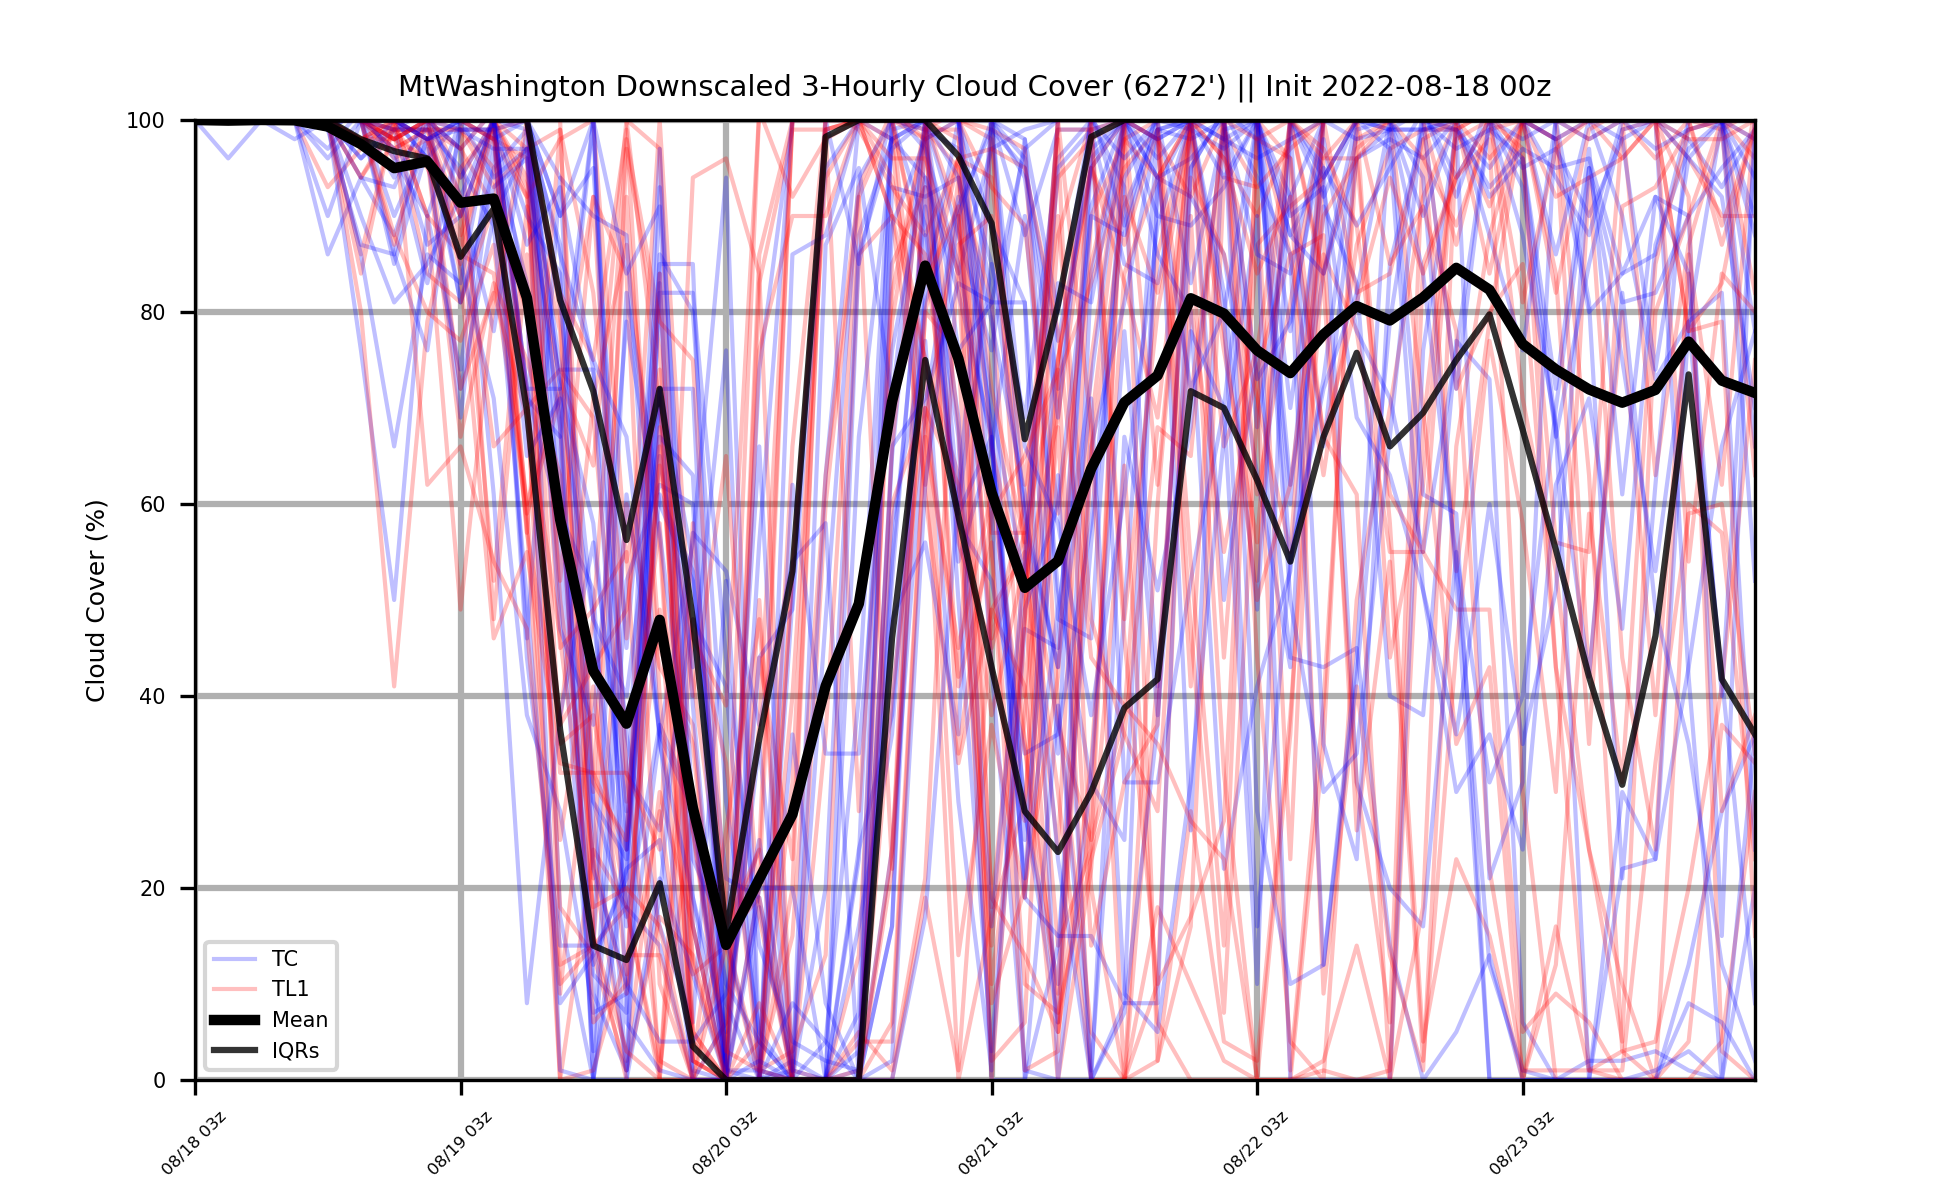 MtWashington Downscaled 3-Hourly Cloud Cover (6272') || Init 2022-08-18 00z
Cloud Cover (%)
100
80
60
40
20
0
TC
TL1
Mean
IQRs
08/18 03z
08/19 03z
08/20 03z
08/21 03z
08/22 03z
08/23 03z